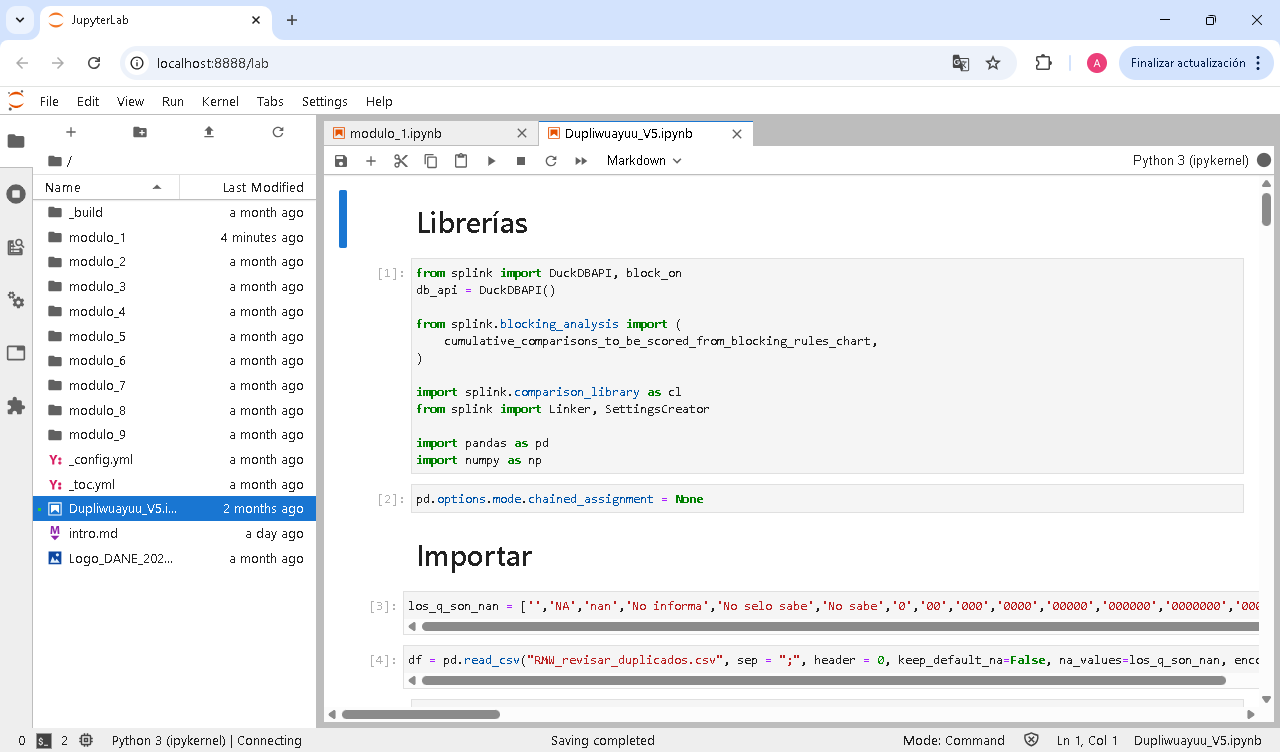 JupyterLab
localhost:8888/lab
A
Finalizar actualización
File Edit View Run Kernel Tabs Settings Help
/
Name Last Modified
_build a month ago
modulo_1 4 minutes ago
modulo_2 a month ago
modulo_3 a month ago
modulo_4 a month ago
modulo_5 a month ago
modulo_6 a month ago
modulo_7 a month ago
modulo_8 a month ago
modulo_9 a month ago
_config.yml a month ago
_toc.yml a month ago
Dupliwuayuu_V5.i... 2 months ago
intro.md a day ago
Logo_DANE_202... a month ago
modulo_1.ipynb
Dupliwuayuu_V5.ipynb
Markdown
Python 3 (ipykernel)
Librerías
[1]:
from splink import DuckDBAPI, block_on
db_api = DuckDBAPI()
from splink.blocking_analysis import (
cumulative_comparisons_to_be_scored_from_blocking_rules_chart,
)
import splink.comparison_library as cl
from splink import Linker, SettingsCreator
import pandas as pd
import numpy as np
[2]:
pd.options.mode.chained_assignment = None
Importar
[3]:
los_q_son_nan = ['','NA','nan','No informa','No selo sabe','No sabe','0','00','000','0000','00000','000000','0000000','000
[4]:
df = pd.read_csv("RMW_revisar_duplicados.csv", sep = ";", header = 0, keep_default_na=False, na_values=los_q_son_nan, enco
0 2 Python 3 (ipykernel) | Connecting Saving completed Mode: Command Ln 1, Col 1 Dupliwuayuu_V5.ipynb